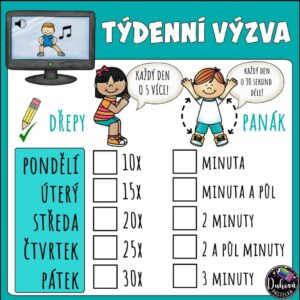 TÝDENNÍ VÝZVA
KAŽDÝ DEN
O 5 VÍCE!
KAŽDÝ DEN
O 30 SEKUND
DÉLE!
DŘEPY
PANÁK
PONDĚLÍ 10x MINUTA
ÚTERÝ 15x MINUTA A PŮL
STŘEDA 20x 2 MINUTY
ČTVRTEK 25x 2 A PŮL MINUTY
PÁTEK 30x 3 MINUTY
Duhová